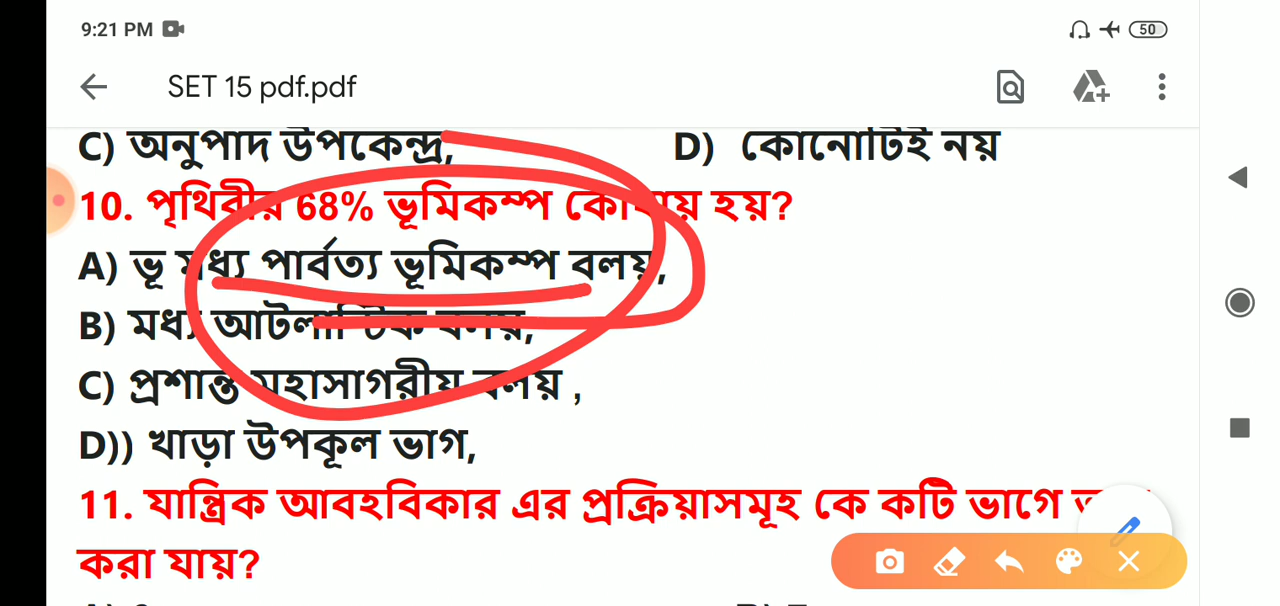 9:21 PM
50
SET 15 pdf.pdf
C) অনুপাদ উপকেন্দ্র, D) কোনোটিই নয়
10. পৃথিবীর 68% ভূমিকম্প কোথায় হয়?
A) ভূ মধ্য পার্বত্য ভূমিকম্প বলয়,
B) মধ্য আটলান্টিক বলয়,
C) প্রশান্ত মহাসাগরীয় বলয় ,
D)) খাড়া উপকূল ভাগ,
11. যান্ত্রিক আবহবিকার এর প্রক্রিয়াসমূহ কে কটি ভাগে
করা যায়?